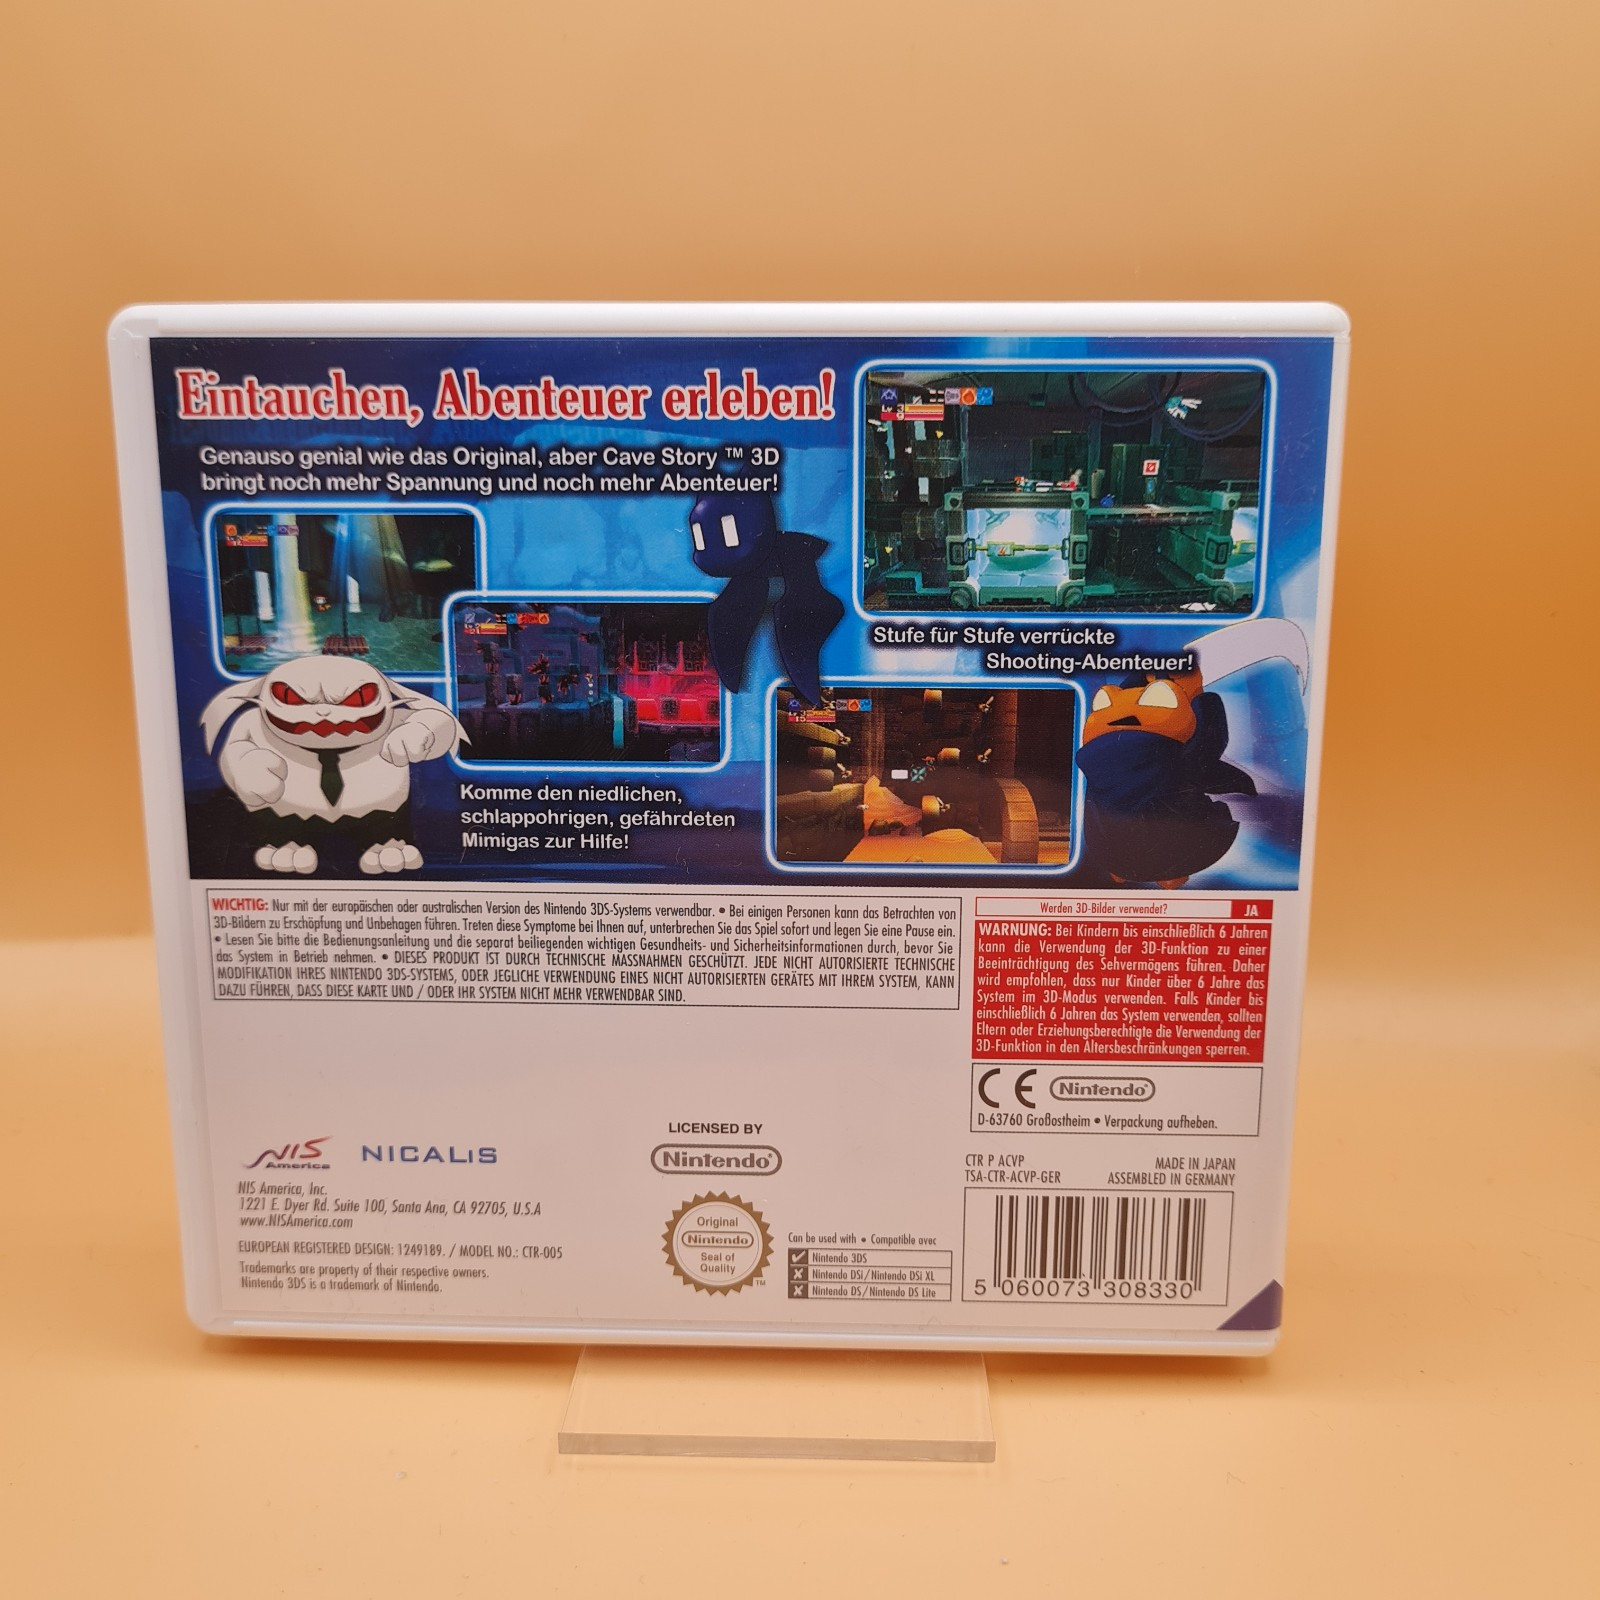 Eintauchen, Abenteuer erleben!
Genauso genial wie das Original, aber Cave Story ™ 3D
bringt noch mehr Spannung und noch mehr Abenteuer!
Stufe für Stufe verrückte
Shooting-Abenteuer!
Komme den niedlichen,
schlappohrigen, gefährdeten
Mimigas zur Hilfe!
WICHTIG: Nur mit der europäischen oder australischen Version des Nintendo 3DS-Systems verwendbar. • Bei einigen Personen kann das Betrachten von
3D-Bildern zu Erschöpfung und Unbehagen führen. Treten diese Symptome bei Ihnen auf, unterbrechen Sie das Spiel sofort und legen Sie eine Pause ein.
• Lesen Sie bitte die Bedienungsanleitung und die separat beiliegenden wichtigen Gesundheits- und Sicherheitsinformationen durch, bevor Sie
das System in Betrieb nehmen. • DIESES PRODUKT IST DURCH TECHNISCHE MASSNAHMEN GESCHÜTZT. JEDE NICHT AUTORISIERTE TECHNISCHE
MODIFIKATION IHRES NINTENDO 3DS-SYSTEMS, ODER JEGLICHE VERWENDUNG EINES NICHT AUTORISIERTEN GERÄTES MIT IHREM SYSTEM, KANN
DAZU FÜHREN, DASS DIESE KARTE UND / ODER IHR SYSTEM NICHT MEHR VERWENDBAR SIND.
Werden 3D-Bilder verwendet? JA
WARNUNG: Bei Kindern bis einschließlich 6 Jahren
kann die Verwendung der 3D-Funktion zu einer
Beeinträchtigung des Sehvermögens führen. Daher
wird empfohlen, dass nur Kinder über 6 Jahre das
System im 3D-Modus verwenden. Falls Kinder bis
einschließlich 6 Jahren das System verwenden, sollten
Eltern oder Erziehungsberechtigte die Verwendung der
3D-Funktion in den Altersbeschränkungen sperren.
CE Nintendo®
D-63760 Großostheim • Verpackung aufheben.
NIS
America
NICALiS
NIS America, Inc.
1221 E. Dyer Rd. Suite 100, Santa Ana, CA 92705, U.S.A
www.NISAmerica.com
EUROPEAN REGISTERED DESIGN: 1249189. / MODEL NO.: CTR-005
Trademarks are property of their respective owners.
Nintendo 3DS is a trademark of Nintendo.
LICENSED BY
Nintendo®
Original
Nintendo®
Seal of
Quality
TM
Can be used with • Compatible avec
Nintendo 3DS
Nintendo DSi/Nintendo DSi XL
Nintendo DS/Nintendo DS Lite
CTR P ACVP
TSA-CTR-ACVP-GER
MADE IN JAPAN
ASSEMBLED IN GERMANY
5 060073 308330